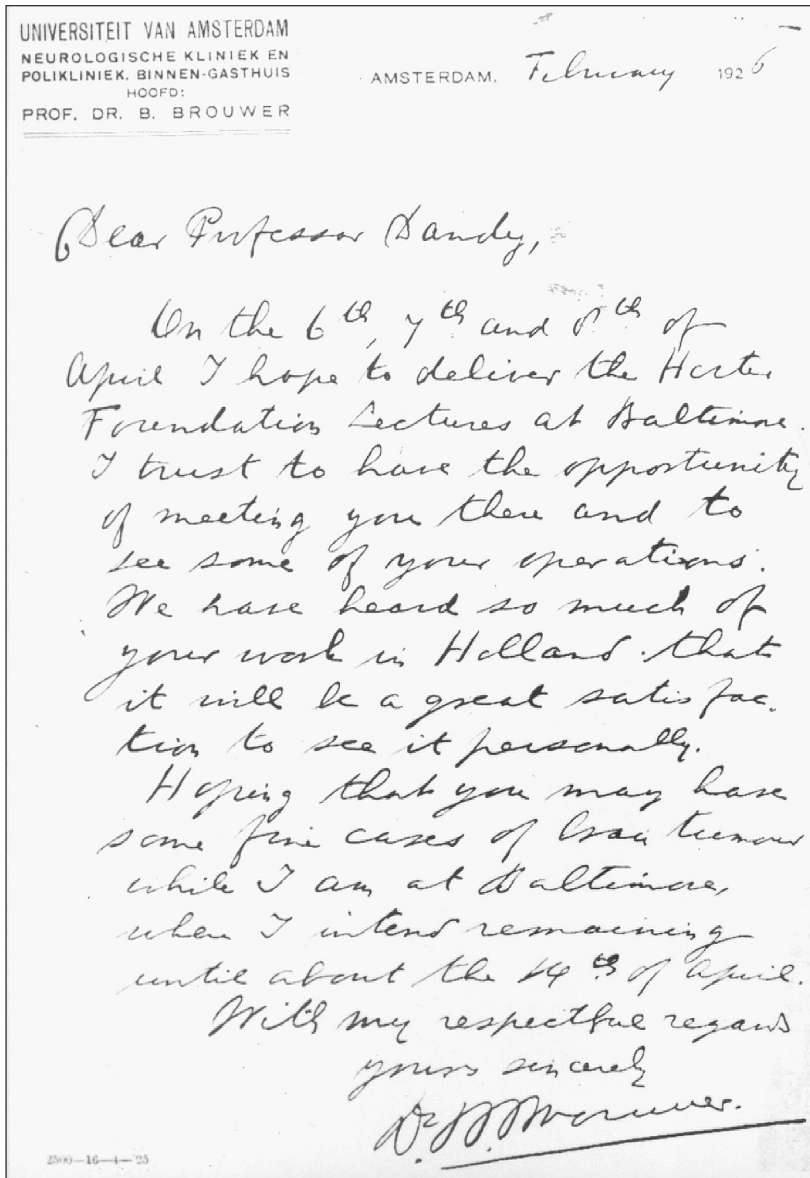 UNIVERSITEIT VAN AMSTERDAM
NEUROLOGISCHE KLINIEK EN
POLIKLINIEK, BINNEN-GASTHUIS
HOOFD:
PROF. DR. B. BROUWER
AMSTERDAM, February 1926
Dear Professor Dandy,
On the 6th, 7th and 8th of
April I hope to deliver the Herter
Foundation Lectures at Baltimore.
I trust to have the opportunity
of meeting you there and to
see some of your operations.
We have heard so much of
your work in Holland that
it will be a great satisfac-
tion to see it personally.
Hoping that you may have
some fine cases of brain tumour
while I am at Baltimore,
when I intend remaining
until about the 14th of April.
With my respectful regards
yours sincerely
Dr B. Brouwer.
2500—16—4—'25